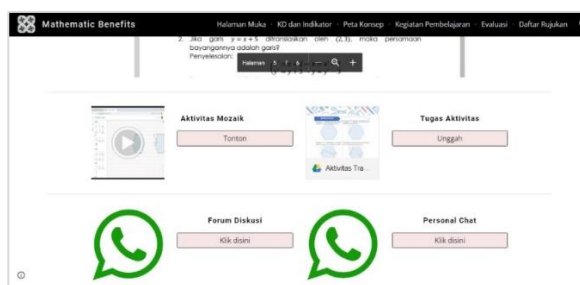 Mathematic Benefits
Halaman Muka · KD dan Indikator · Peta Konsep · Kegiatan Pembelajaran · Evaluasi · Daftar Rujukan
2. Jika garis y = x + 5 ditranslasikan oleh (2, 3), maka persamaan
bayangannya adalah garis?
Penyelesaian:
Halaman 5 / 6 — +
Aktivitas Mozaik
Tonton
Tugas Aktivitas
Unggah
Aktivitas Tra...
Forum Diskusi
Klik disini
Personal Chat
Klik disini